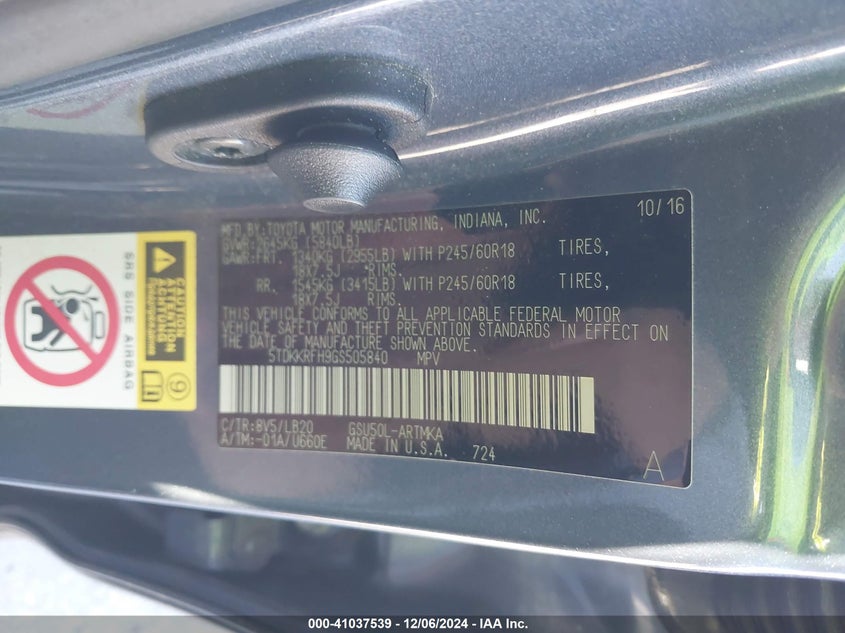 MFD.BY:TOYOTA MOTOR MANUFACTURING, INDIANA, INC. 10/16
GVWR:2645KG (5840LB)
GAWR:FRT. 1340KG (2955LB) WITH P245/60R18 TIRES,
18X7.5J RIMS.
RR. 1545KG (3415LB) WITH P245/60R18 TIRES,
18X7.5J RIMS.
THIS VEHICLE CONFORMS TO ALL APPLICABLE FEDERAL MOTOR
VEHICLE SAFETY AND THEFT PREVENTION STANDARDS IN EFFECT ON
THE DATE OF MANUFACTURE SHOWN ABOVE.
5TDKKRFH9GS505840 MPV
C/TR:8V5/LB20 GSU50L-ARTMKA
A/TM:-01A/U660E MADE IN U.S.A. 724
A
SRS SIDE AIRBAG
CAUTION
ATTENTION
ACHTUNG
9
000-41037539 - 12/06/2024 - IAA Inc.